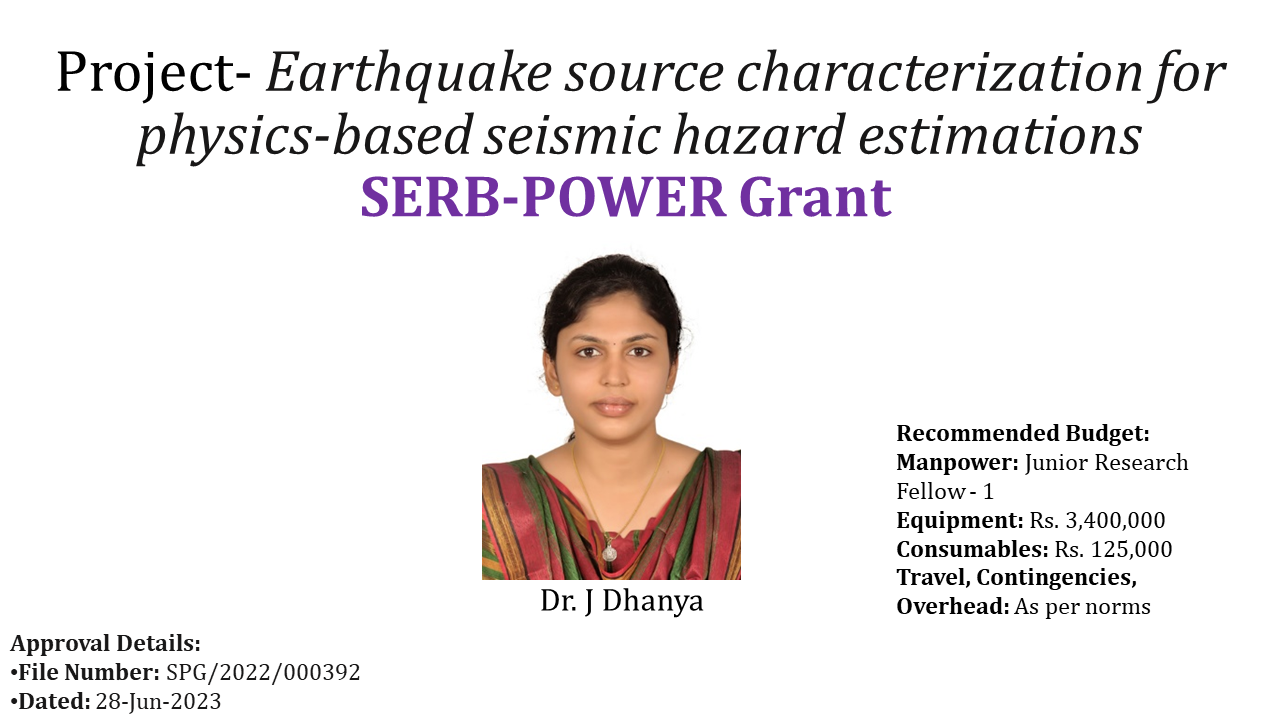 Project- Earthquake source characterization for
physics-based seismic hazard estimations
SERB-POWER Grant
Dr. J Dhanya
Recommended Budget:
Manpower: Junior Research
Fellow - 1
Equipment: Rs. 3,400,000
Consumables: Rs. 125,000
Travel, Contingencies,
Overhead: As per norms
Approval Details:
•File Number: SPG/2022/000392
•Dated: 28-Jun-2023